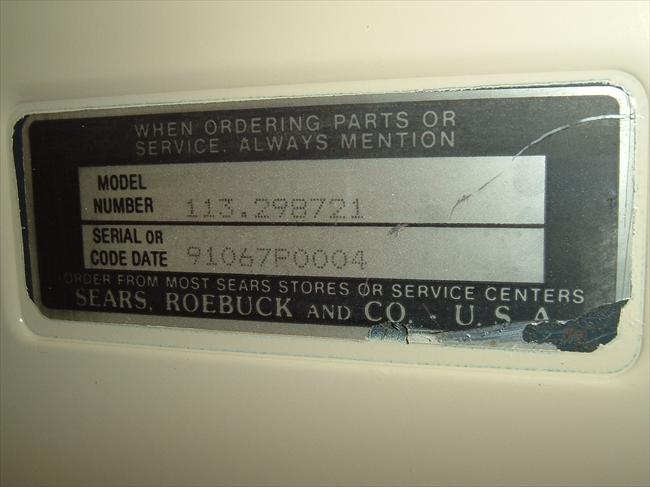 WHEN ORDERING PARTS OR
SERVICE, ALWAYS MENTION
MODEL
NUMBER 113.298721
SERIAL OR
CODE DATE 91067P0004
ORDER FROM MOST SEARS STORES OR SERVICE CENTERS
SEARS, ROEBUCK AND CO. U.S.A.